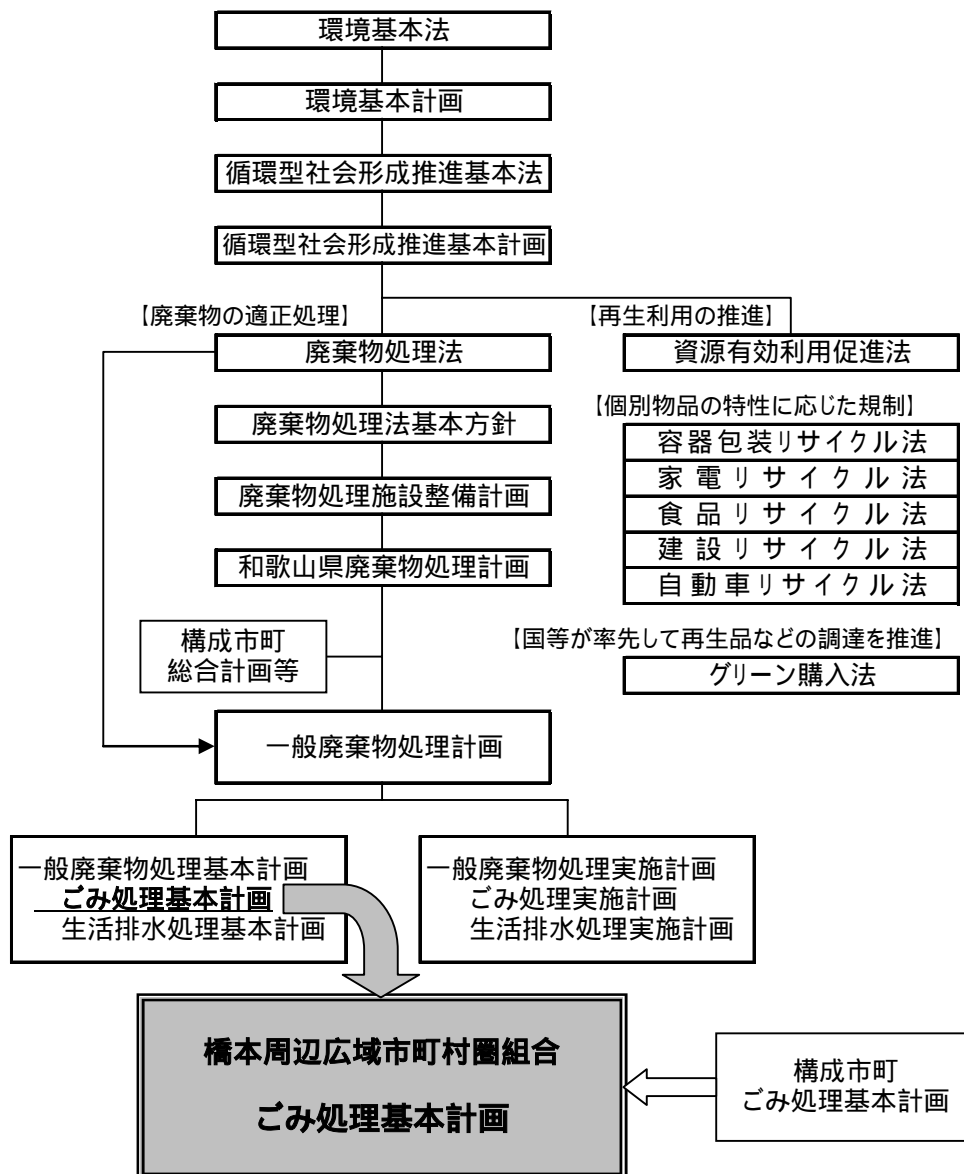 環境基本法
環境基本計画
循環型社会形成推進基本法
循環型社会形成推進基本計画
【廃棄物の適正処理】
廃棄物処理法
廃棄物処理法基本方針
廃棄物処理施設整備計画
和歌山県廃棄物処理計画
【再生利用の推進】
資源有効利用促進法
【個別物品の特性に応じた規制】
容器包装リサイクル法
家電リサイクル法
食品リサイクル法
建設リサイクル法
自動車リサイクル法
【国等が率先して再生品などの調達を推進】
グリーン購入法
構成市町
総合計画等
一般廃棄物処理計画
一般廃棄物処理基本計画
ごみ処理基本計画
生活排水処理基本計画
一般廃棄物処理実施計画
ごみ処理実施計画
生活排水処理実施計画
橋本周辺広域市町村圏組合
ごみ処理基本計画
構成市町
ごみ処理基本計画